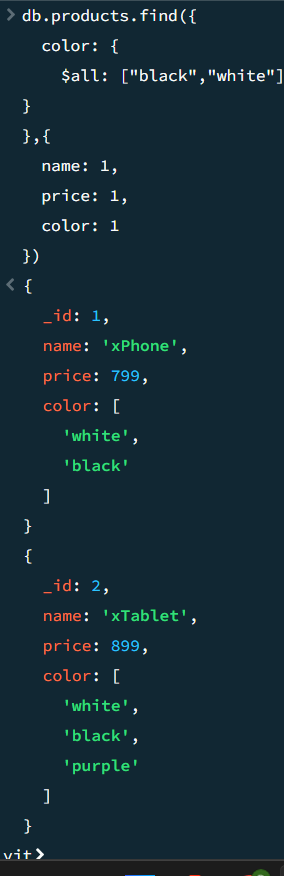 > db.products.find({
color: {
$all: ["black","white"]
}
},{
name: 1,
price: 1,
color: 1
})
< {
_id: 1,
name: 'xPhone',
price: 799,
color: [
'white',
'black'
]
}
{
_id: 2,
name: 'xTablet',
price: 899,
color: [
'white',
'black',
'purple'
]
}
vit>